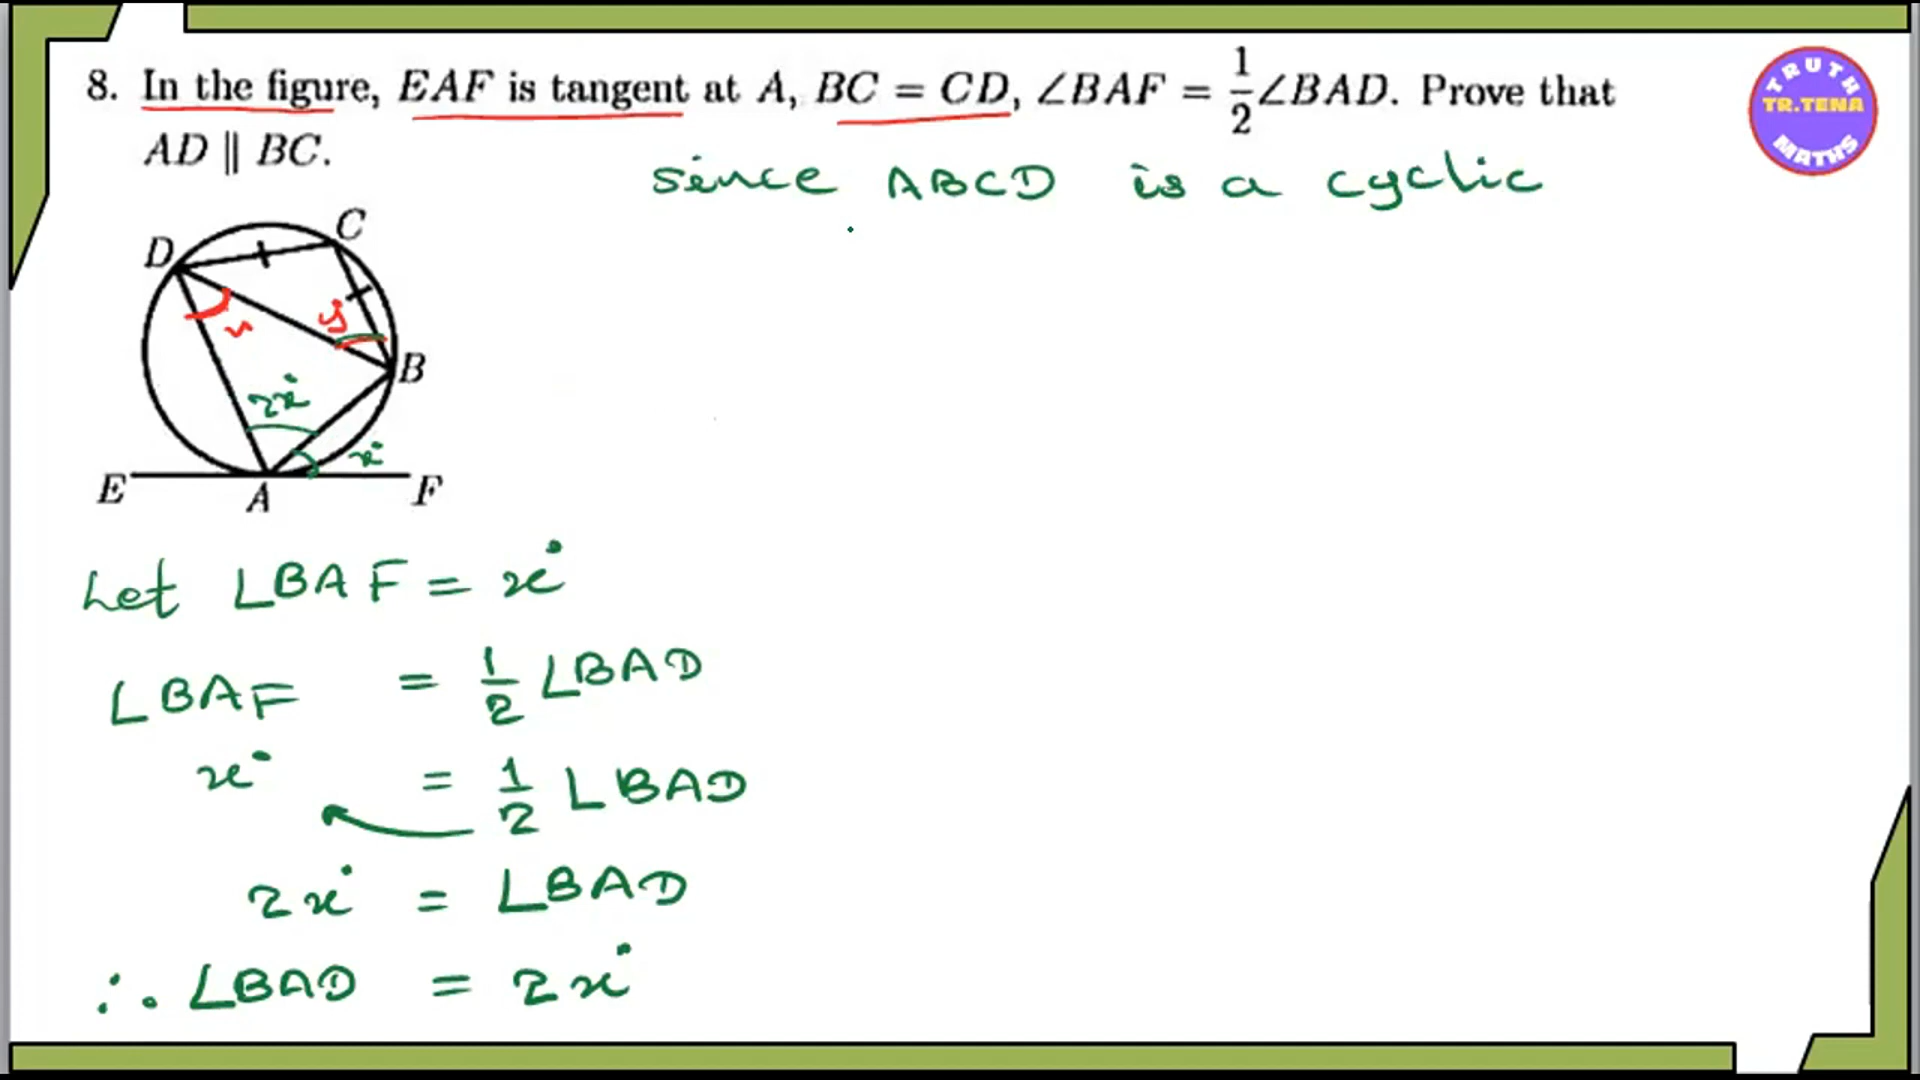 8. In the figure, EAF is tangent at A, BC = CD, ∠BAF = 1/2 ∠BAD. Prove that
AD ∥ BC.
TRUTH
TR.TENA
MATHS
since ABCD is a cyclic
D
C
y
B
2x°
x°
E
A
F
Let ∠BAF = x°
∠BAF = 1/2 ∠BAD
x° = 1/2 ∠BAD
2x° = ∠BAD
∴ ∠BAD = 2x°